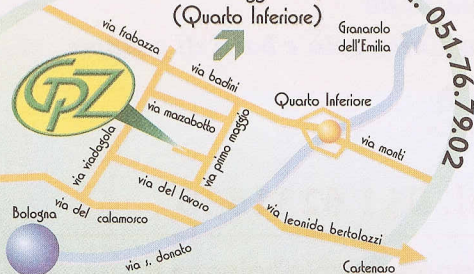 (Quarto Inferiore)
Granarolo
dell'Emilia
051.76.79.02
via frabazza
via badini
GPZ
via marzabotto
Quarto Inferiore
via viadagola
via primo maggio
via monti
via del lavoro
via del calamosco
via leonida bertolazzi
Bologna
via s. donato
Castenaso